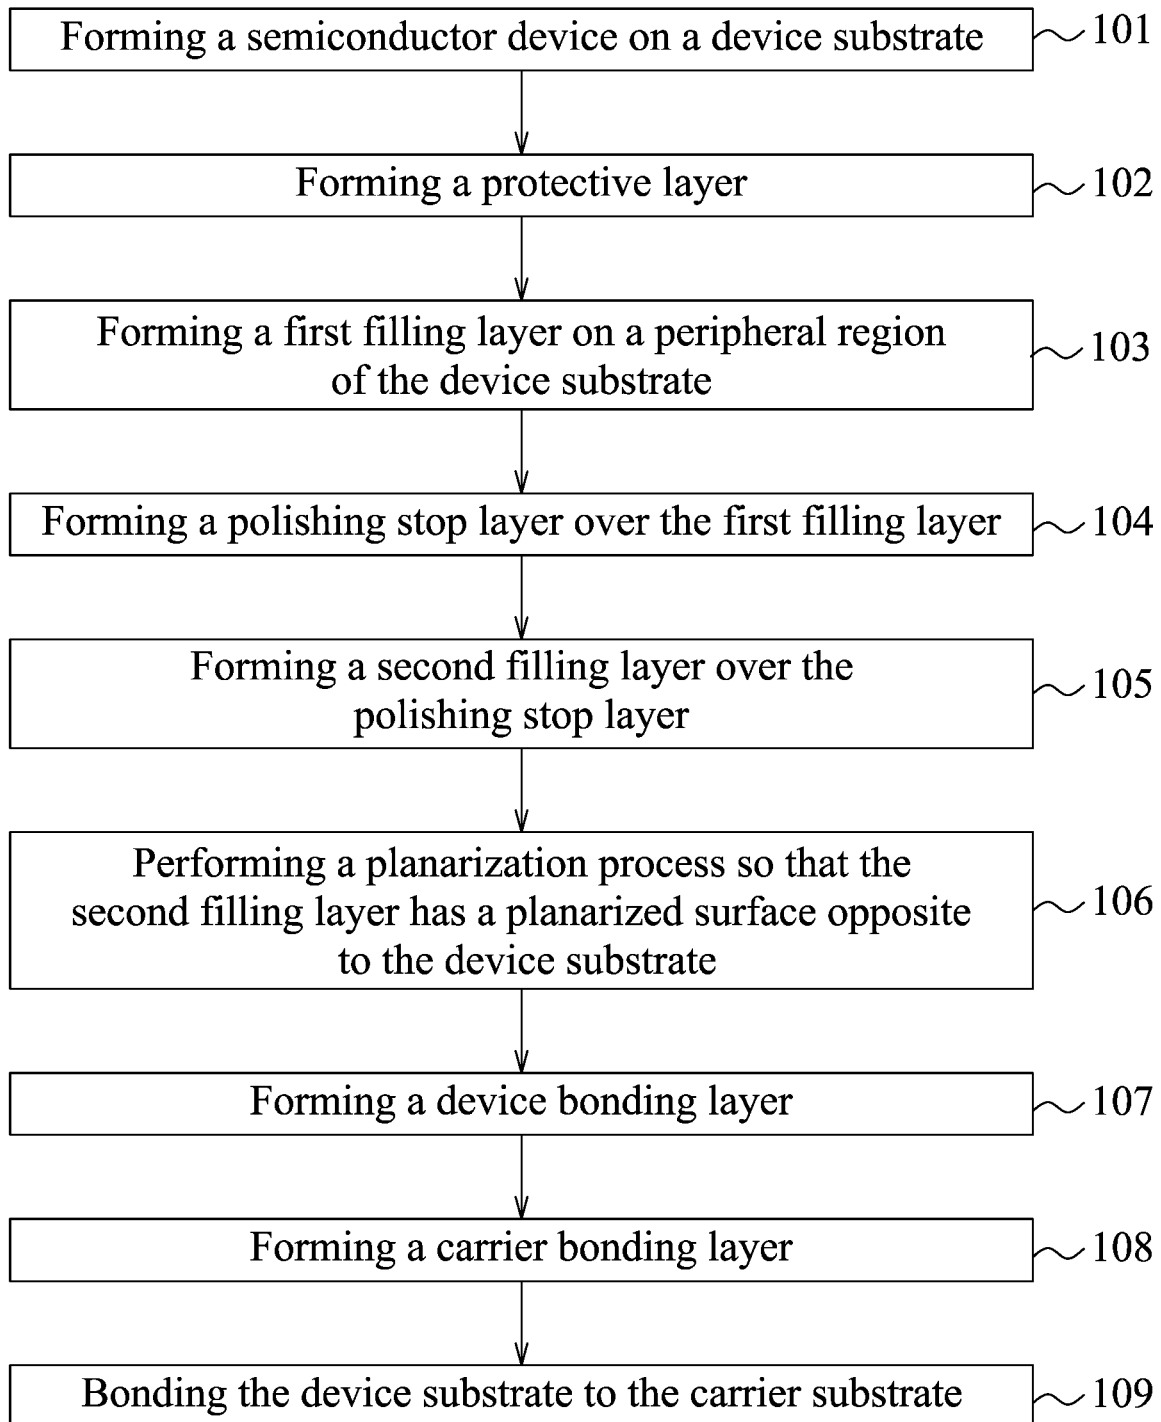 Forming a semiconductor device on a device substrate 101
Forming a protective layer 102
Forming a first filling layer on a peripheral region
of the device substrate 103
Forming a polishing stop layer over the first filling layer 104
Forming a second filling layer over the
polishing stop layer 105
Performing a planarization process so that the
second filling layer has a planarized surface opposite 106
to the device substrate
Forming a device bonding layer 107
Forming a carrier bonding layer 108
Bonding the device substrate to the carrier substrate 109